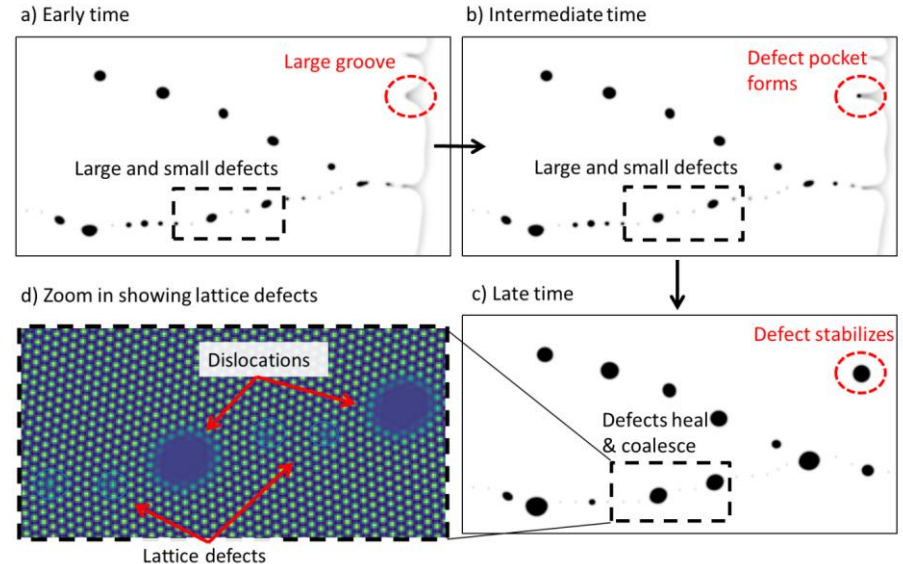 a) Early time
Large groove
Large and small defects
b) Intermediate time
Defect pocket
forms
Large and small defects
c) Late time
Defect stabilizes
Defects heal
& coalesce
d) Zoom in showing lattice defects
Dislocations
Lattice defects